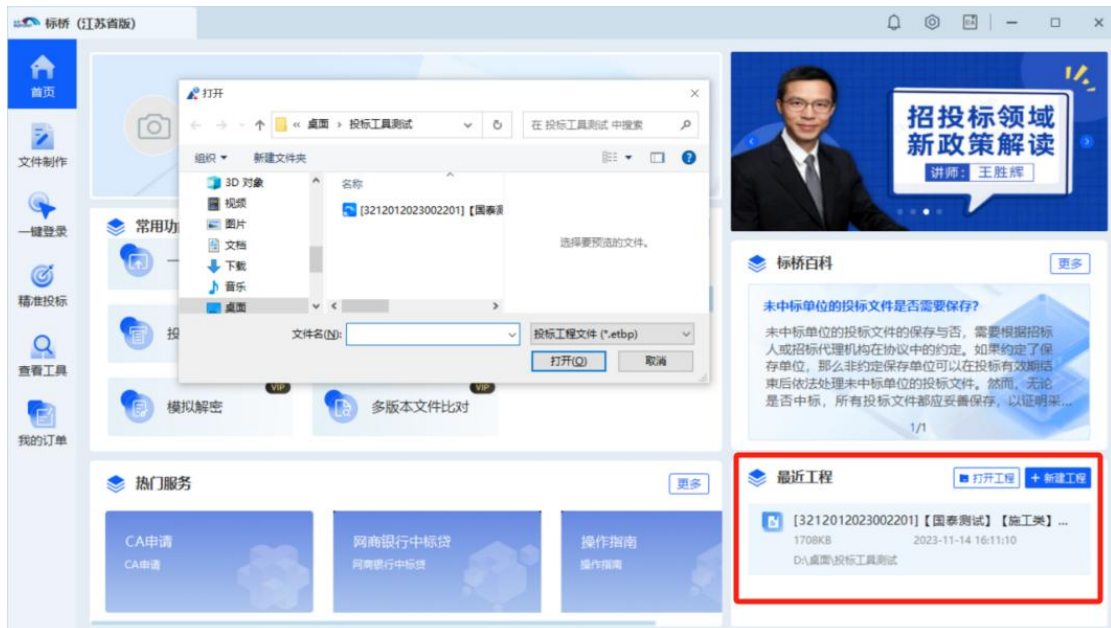 标桥（江苏省版）
EA
首页
文件制作
一键登录
精准投标
查看工具
我的订单
打开
« 桌面 › 投标工具测试
在 投标工具测试 中搜索
组织 新建文件夹
3D 对象
视频
图片
文档
下载
音乐
桌面
名称
[3212012023002201]【国泰测
选择要预览的文件。
文件名(N):
投标工程文件 (*.etbp)
打开(O) 取消
常用功
一
投
VIP
模拟解密
VIP
多版本文件比对
热门服务
更多
CA申请
CA申请
网商银行中标贷
网商银行中标贷
操作指南
操作指南
招投标领域
新政策解读
讲师：王胜辉
标桥百科
更多
未中标单位的投标文件是否需要保存?
未中标单位的投标文件的保存与否，需要根据招标
人或招标代理机构在协议中的约定。如果约定了保
存单位，那么非约定保存单位可以在投标有效期结
束后依法处理未中标单位的投标文件。然而，无论
是否中标，所有投标文件都应妥善保存，以证明采...
1/1
最近工程
打开工程
+ 新建工程
[3212012023002201]【国泰测试】【施工类】...
1708KB 2023-11-14 16:11:10
D:\桌面\投标工具测试